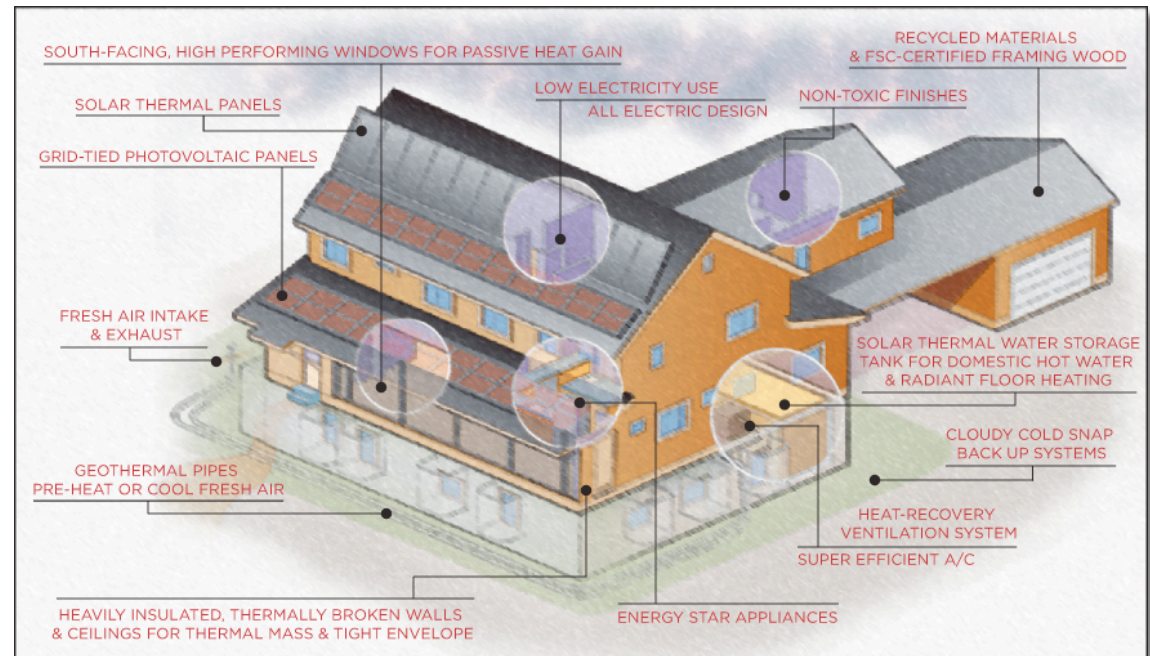 SOUTH-FACING, HIGH PERFORMING WINDOWS FOR PASSIVE HEAT GAIN
RECYCLED MATERIALS
& FSC-CERTIFIED FRAMING WOOD
SOLAR THERMAL PANELS
LOW ELECTRICITY USE
ALL ELECTRIC DESIGN
NON-TOXIC FINISHES
GRID-TIED PHOTOVOLTAIC PANELS
FRESH AIR INTAKE
& EXHAUST
SOLAR THERMAL WATER STORAGE
TANK FOR DOMESTIC HOT WATER
& RADIANT FLOOR HEATING
CLOUDY COLD SNAP
BACK UP SYSTEMS
GEOTHERMAL PIPES
PRE-HEAT OR COOL FRESH AIR
HEAT-RECOVERY
VENTILATION SYSTEM
SUPER EFFICIENT A/C
HEAVILY INSULATED, THERMALLY BROKEN WALLS
& CEILINGS FOR THERMAL MASS & TIGHT ENVELOPE
ENERGY STAR APPLIANCES